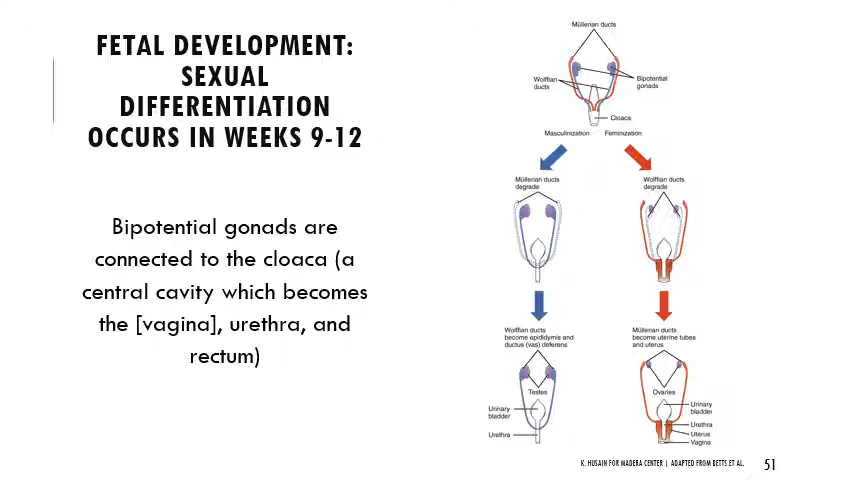 FETAL DEVELOPMENT:
SEXUAL
DIFFERENTIATION
OCCURS IN WEEKS 9-12
Bipotential gonads are
connected to the cloaca (a
central cavity which becomes
the [vagina], urethra, and
rectum)
Müllerian ducts
Wolffian
ducts
Bipotential
gonads
Cloaca
Masculinization
Feminization
Müllerian ducts
degrade
Wolffian ducts
degrade
Wolffian ducts
become epididymis and
ductus (vas) deferens
Müllerian ducts
become uterine tubes
and uterus
Testes
Ovaries
Urinary
bladder
Urethra
Urinary
bladder
Urethra
Uterus
Vagina
K. HUSAIN FOR MADERA CENTER | ADAPTED FROM BETTS ET AL.
51